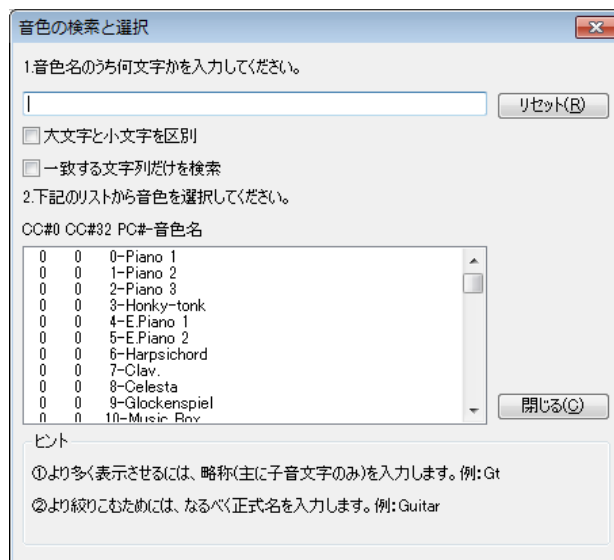 音色の検索と選択
1.音色名のうち何文字かを入力してください。
リセット(R)
大文字と小文字を区別
一致する文字列だけを検索
2.下記のリストから音色を選択してください。
CC#0 CC#32 PC#-音色名
0 0 0-Piano 1
0 0 1-Piano 2
0 0 2-Piano 3
0 0 3-Honky-tonk
0 0 4-E.Piano 1
0 0 5-E.Piano 2
0 0 6-Harpsichord
0 0 7-Clav.
0 0 8-Celesta
0 0 9-Glockenspiel
0 0 10-Music Box
閉じる(C)
ヒント
①より多く表示させるには、略称(主に子音文字のみ)を入力します。例:Gt
②より絞りこむためには、なるべく正式名を入力します。例:Guitar